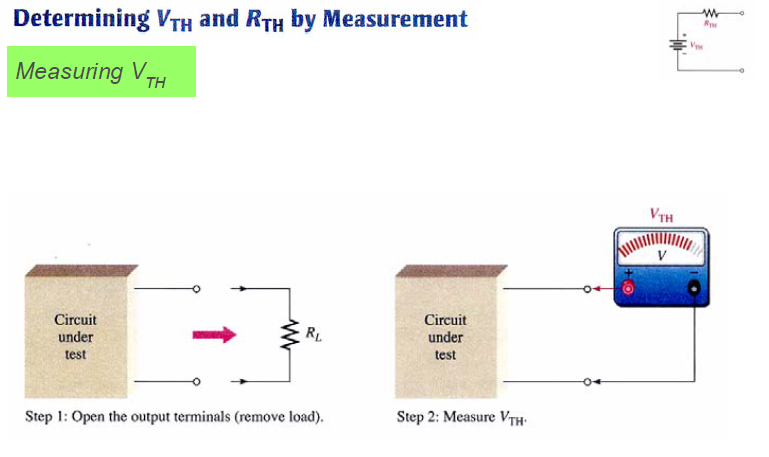 Determining VTH and RTH by Measurement
RTH
VTH
Measuring VTH
VTH
V
+ −
Circuit
under
test
RL
Circuit
under
test
Step 1: Open the output terminals (remove load).
Step 2: Measure VTH.